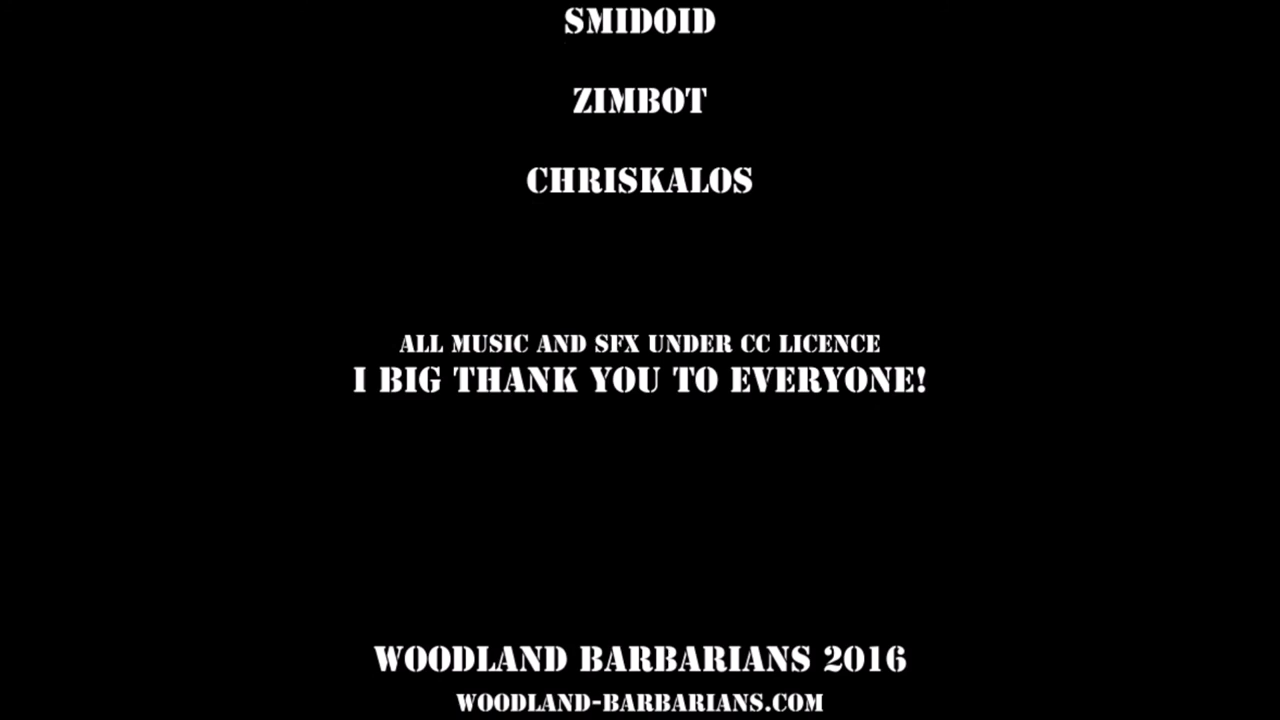 SMIDOID
ZIMBOT
CHRISKALOS
ALL MUSIC AND SFX UNDER CC LICENCE
I BIG THANK YOU TO EVERYONE!
WOODLAND BARBARIANS 2016
WOODLAND-BARBARIANS.COM